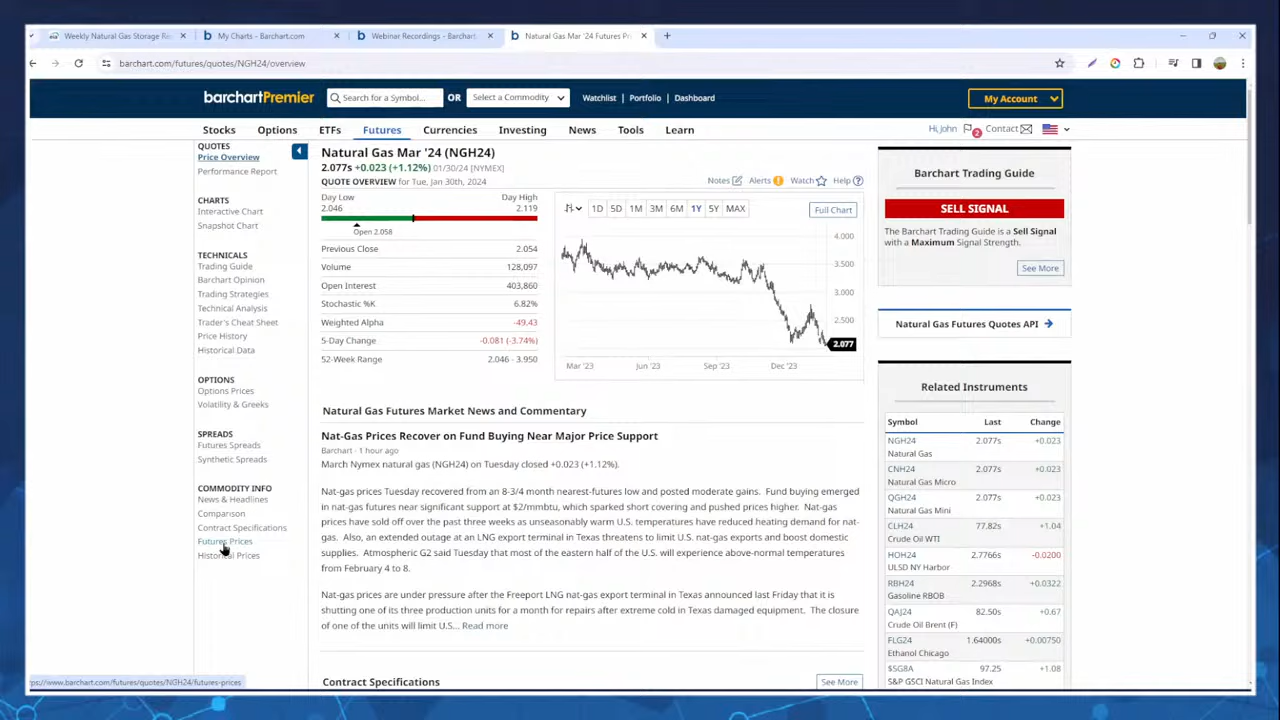 Weekly Natural Gas Storage Re
My Charts - Barchart.com
Webinar Recordings - Barchart.
Natural Gas Mar '24 Futures Pr
barchart.com/futures/quotes/NGH24/overview
barchartPremier
Search for a Symbol...
OR
Select a Commodity
Watchlist | Portfolio | Dashboard
My Account
Stocks Options ETFs Futures Currencies Investing News Tools Learn
Hi, John 2 Contact
QUOTES
Price Overview
Performance Report
CHARTS
Interactive Chart
Snapshot Chart
TECHNICALS
Trading Guide
Barchart Opinion
Trading Strategies
Technical Analysis
Trader's Cheat Sheet
Price History
Historical Data
OPTIONS
Options Prices
Volatility & Greeks
SPREADS
Futures Spreads
Synthetic Spreads
COMMODITY INFO
News & Headlines
Comparison
Contract Specifications
Futures Prices
Historical Prices
Natural Gas Mar '24 (NGH24)
2.077s +0.023 (+1.12%) 01/30/24 [NYMEX]
QUOTE OVERVIEW for Tue, Jan 30th, 2024
Notes Alerts Watch Help
Day Low Day High
2.046 2.119
Open 2.058
Previous Close 2.054
Volume 128,097
Open Interest 403,860
Stochastic %K 6.82%
Weighted Alpha -49.43
5-Day Change -0.081 (-3.74%)
52-Week Range 2.046 - 3.950
1D 5D 1M 3M 6M 1Y 5Y MAX
Full Chart
4.000
3.500
3.000
2.500
2.077
Mar '23 Jun '23 Sep '23 Dec '23
Natural Gas Futures Market News and Commentary
Nat-Gas Prices Recover on Fund Buying Near Major Price Support
Barchart - 1 hour ago
March Nymex natural gas (NGH24) on Tuesday closed +0.023 (+1.12%).
Nat-gas prices Tuesday recovered from an 8-3/4 month nearest-futures low and posted moderate gains. Fund buying emerged
in nat-gas futures near significant support at $2/mmbtu, which sparked short covering and pushed prices higher. Nat-gas
prices have sold off over the past three weeks as unseasonably warm U.S. temperatures have reduced heating demand for nat-
gas. Also, an extended outage at an LNG export terminal in Texas threatens to limit U.S. nat-gas exports and boost domestic
supplies. Atmospheric G2 said Tuesday that most of the eastern half of the U.S. will experience above-normal temperatures
from February 4 to 8.
Nat-gas prices are under pressure after the Freeport LNG nat-gas export terminal in Texas announced last Friday that it is
shutting one of its three production units for a month for repairs after extreme cold in Texas damaged equipment. The closure
of one of the units will limit U.S... Read more
Contract Specifications
See More
Barchart Trading Guide
SELL SIGNAL
The Barchart Trading Guide is a Sell Signal
with a Maximum Signal Strength.
See More
Natural Gas Futures Quotes API
Related Instruments
Symbol Last Change
NGH24 2.077s +0.023
Natural Gas
CNH24 2.077s +0.023
Natural Gas Micro
QGH24 2.077s +0.023
Natural Gas Mini
CLH24 77.82s +1.04
Crude Oil WTI
HOH24 2.7766s -0.0200
ULSD NY Harbor
RBH24 2.2968s +0.0322
Gasoline RBOB
QAJ24 82.50s +0.67
Crude Oil Brent (F)
FLG24 1.64000s +0.00750
Ethanol Chicago
$SG8A 97.25 +1.08
S&P GSCI Natural Gas Index
ps://www.barchart.com/futures/quotes/NGH24/futures-prices